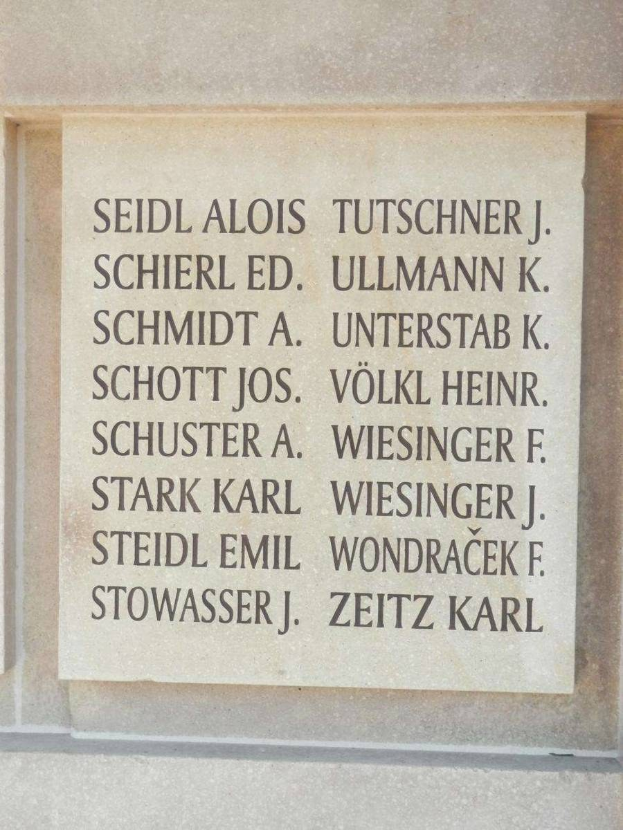 SEIDL ALOIS
SCHIERL ED.
SCHMIDT A.
SCHOTT JOS.
SCHUSTER A.
STARK KARL
STEIDL EMIL
STOWASSER J.
TUTSCHNER J.
ULLMANN K.
UNTERSTAB K.
VÖLKL HEINR.
WIESINGER F.
WIESINGER J.
WONDRAČEK F.
ZEITZ KARL